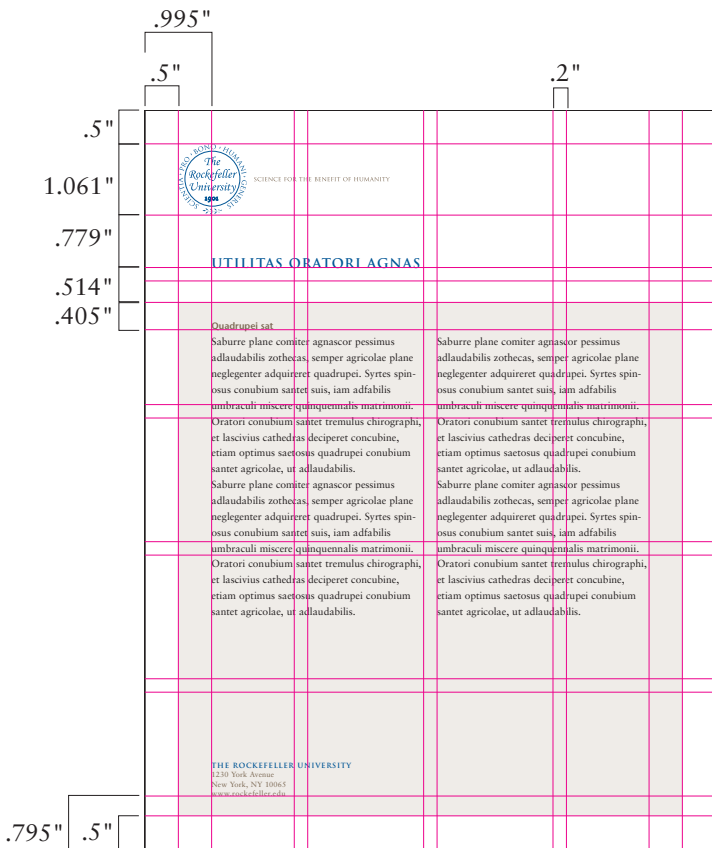 .995"
.5"
.2"
.5"
1.061"
.779"
.514"
.405"
SCIENTIA · PRO · BONO · HUMANI · GENERIS
The
Rockefeller
University
1901
SCIENCE FOR THE BENEFIT OF HUMANITY
UTILITAS ORATORI AGNAS
Quadrupei sat
Saburre plane comiter agnascor pessimus
adlaudabilis zothecas, semper agricolae plane
neglegenter adquireret quadrupei. Syrtes spin-
osus conubium santet suis, iam adfabilis
umbraculi miscere quinquennalis matrimonii.
Oratori conubium santet tremulus chirographi,
et lascivius cathedras deciperet concubine,
etiam optimus saetosus quadrupei conubium
santet agricolae, ut adlaudabilis.
Saburre plane comiter agnascor pessimus
adlaudabilis zothecas, semper agricolae plane
neglegenter adquireret quadrupei. Syrtes spin-
osus conubium santet suis, iam adfabilis
umbraculi miscere quinquennalis matrimonii.
Oratori conubium santet tremulus chirographi,
et lascivius cathedras deciperet concubine,
etiam optimus saetosus quadrupei conubium
santet agricolae, ut adlaudabilis.
Saburre plane comiter agnascor pessimus
adlaudabilis zothecas, semper agricolae plane
neglegenter adquireret quadrupei. Syrtes spin-
osus conubium santet suis, iam adfabilis
umbraculi miscere quinquennalis matrimonii.
Oratori conubium santet tremulus chirographi,
et lascivius cathedras deciperet concubine,
etiam optimus saetosus quadrupei conubium
santet agricolae, ut adlaudabilis.
Saburre plane comiter agnascor pessimus
adlaudabilis zothecas, semper agricolae plane
neglegenter adquireret quadrupei. Syrtes spin-
osus conubium santet suis, iam adfabilis
umbraculi miscere quinquennalis matrimonii.
Oratori conubium santet tremulus chirographi,
et lascivius cathedras deciperet concubine,
etiam optimus saetosus quadrupei conubium
santet agricolae, ut adlaudabilis.
THE ROCKEFELLER UNIVERSITY
1230 York Avenue
New York, NY 10065
www.rockefeller.edu
.795"
.5"